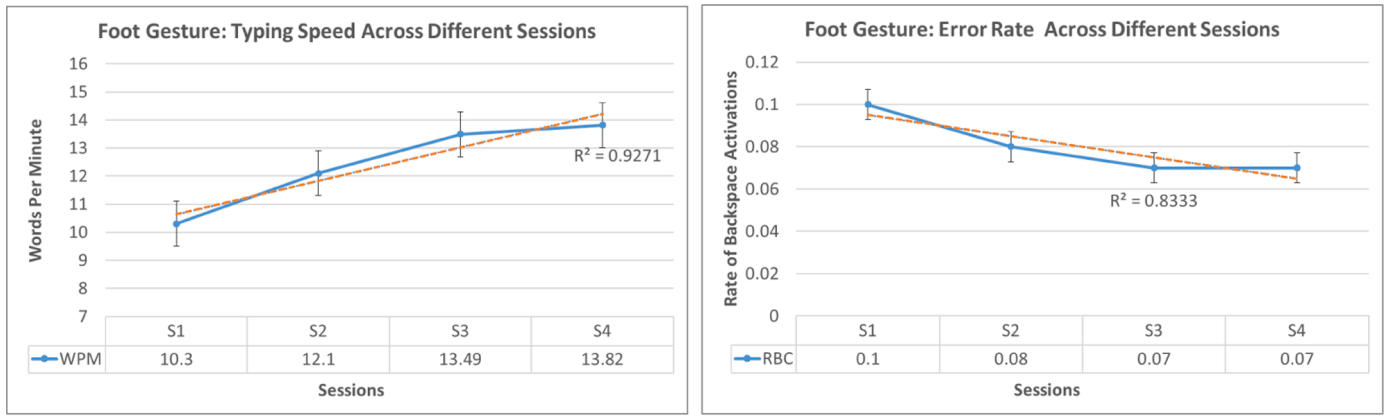 Foot Gesture: Typing Speed Across Different Sessions
Words Per Minute
16
15
14
13
12
11
10
9
8
7
R² = 0.9271
S1 S2 S3 S4
WPM 10.3 12.1 13.49 13.82
Sessions
Foot Gesture: Error Rate Across Different Sessions
Rate of Backspace Activations
0.12
0.1
0.08
0.06
0.04
0.02
0
R² = 0.8333
S1 S2 S3 S4
RBC 0.1 0.08 0.07 0.07
Sessions